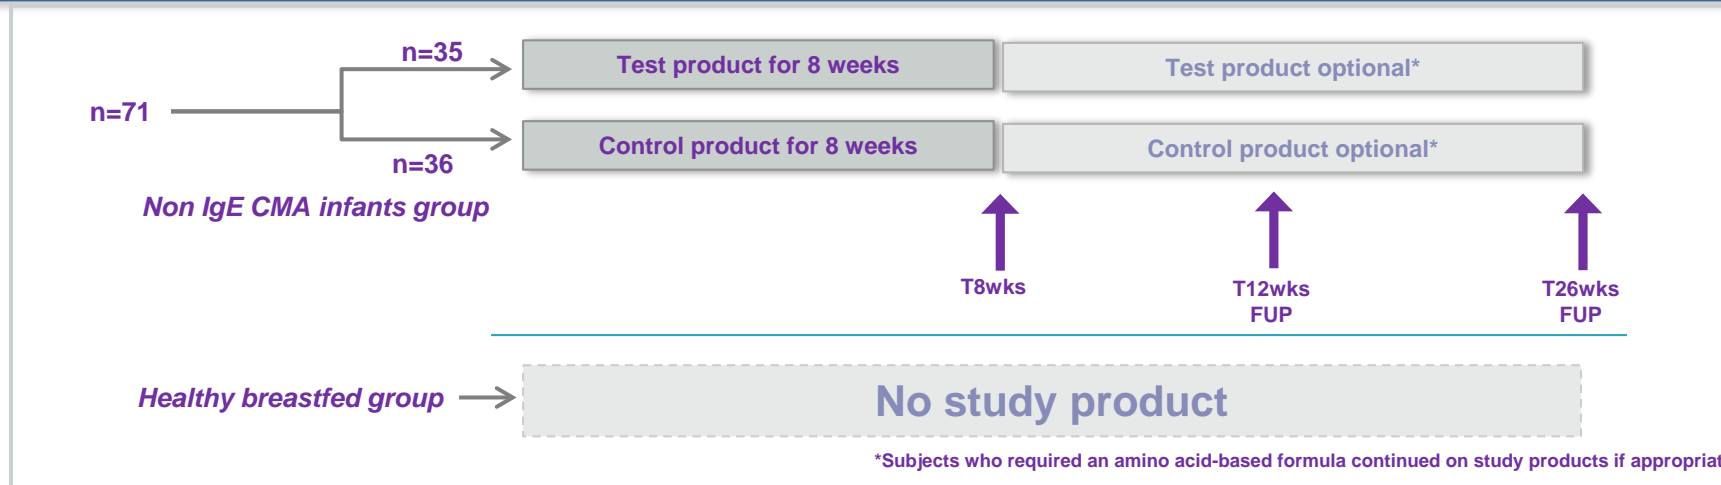 n=35
Test product for 8 weeks
Test product optional*
n=71
Control product for 8 weeks
Control product optional*
n=36
Non IgE CMA infants group
T8wks
T12wks
FUP
T26wks
FUP
Healthy breastfed group
No study product
*Subjects who required an amino acid-based formula continued on study products if appropriat